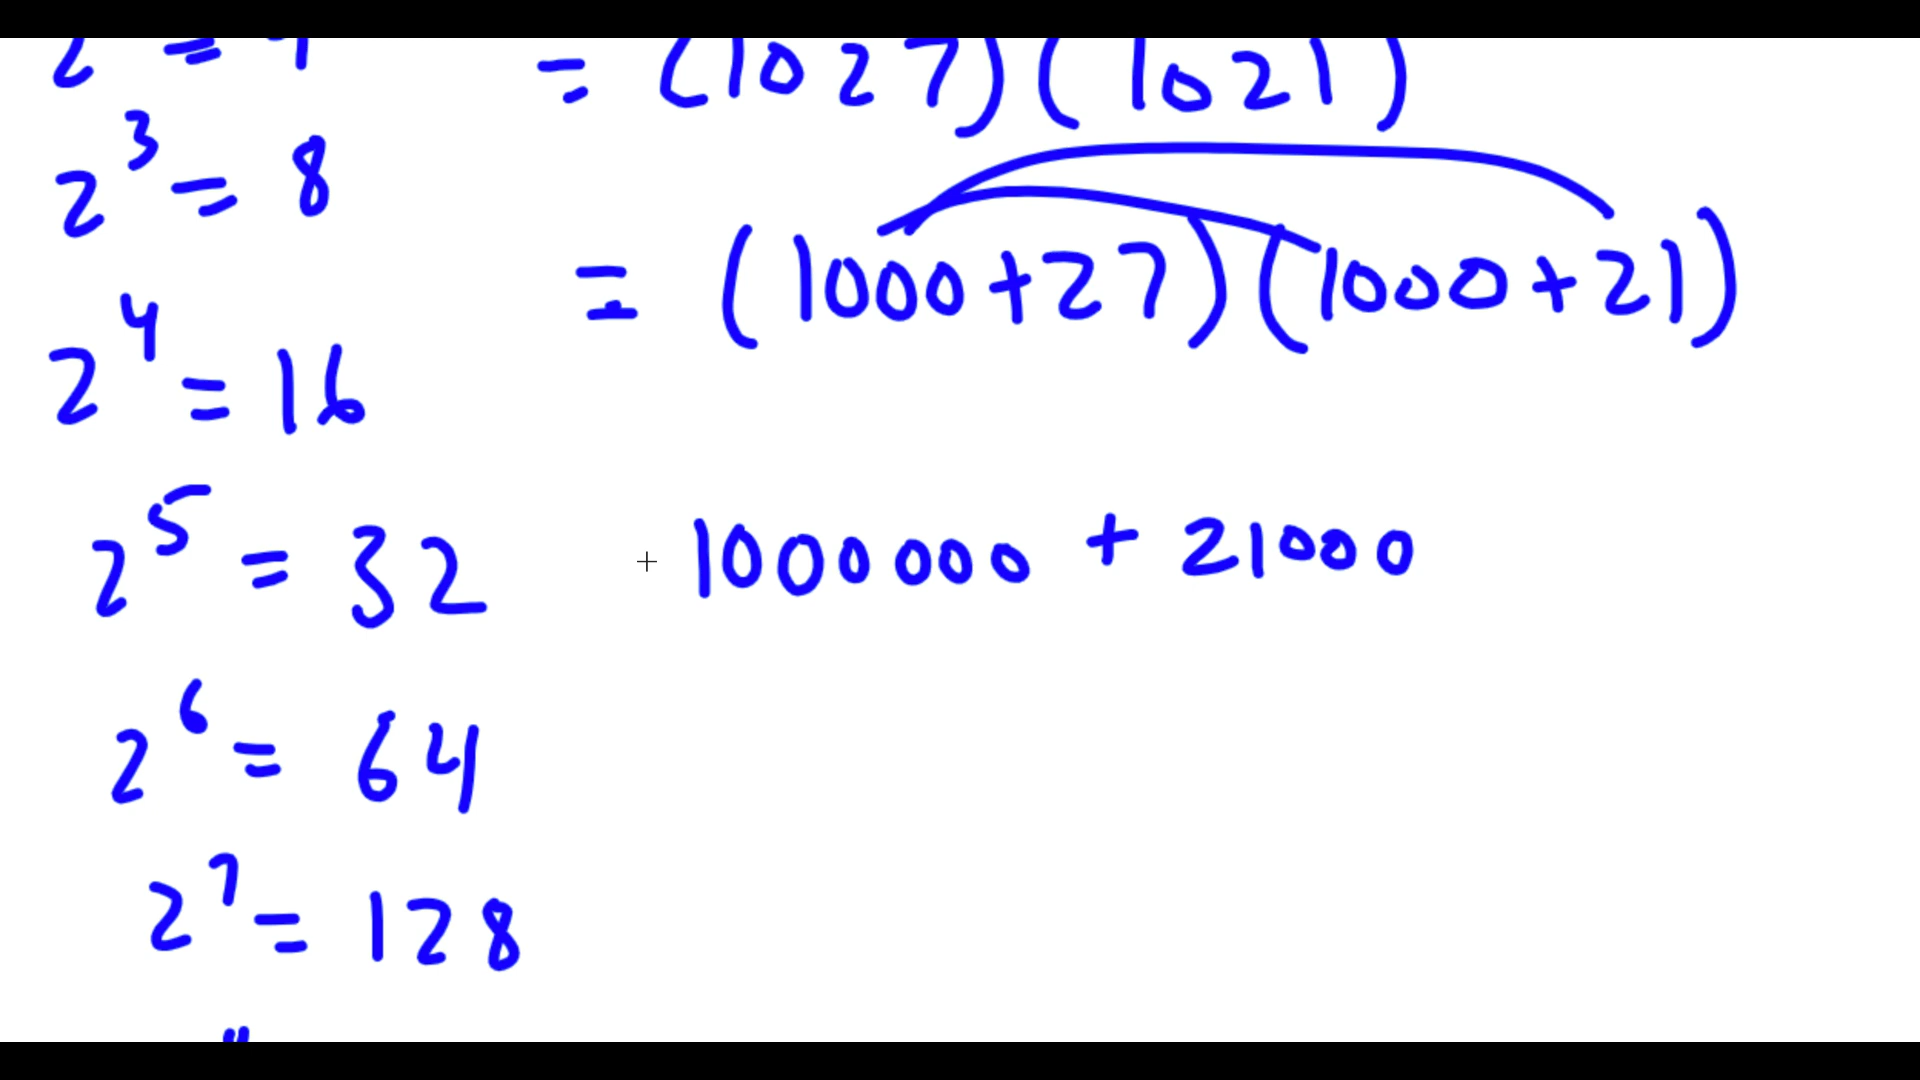 = (1027)(1021)
2³ = 8
= (1000+27)(1000+21)
2⁴ = 16
2⁵ = 32
1000000 + 21000
2⁶ = 64
2⁷ = 128